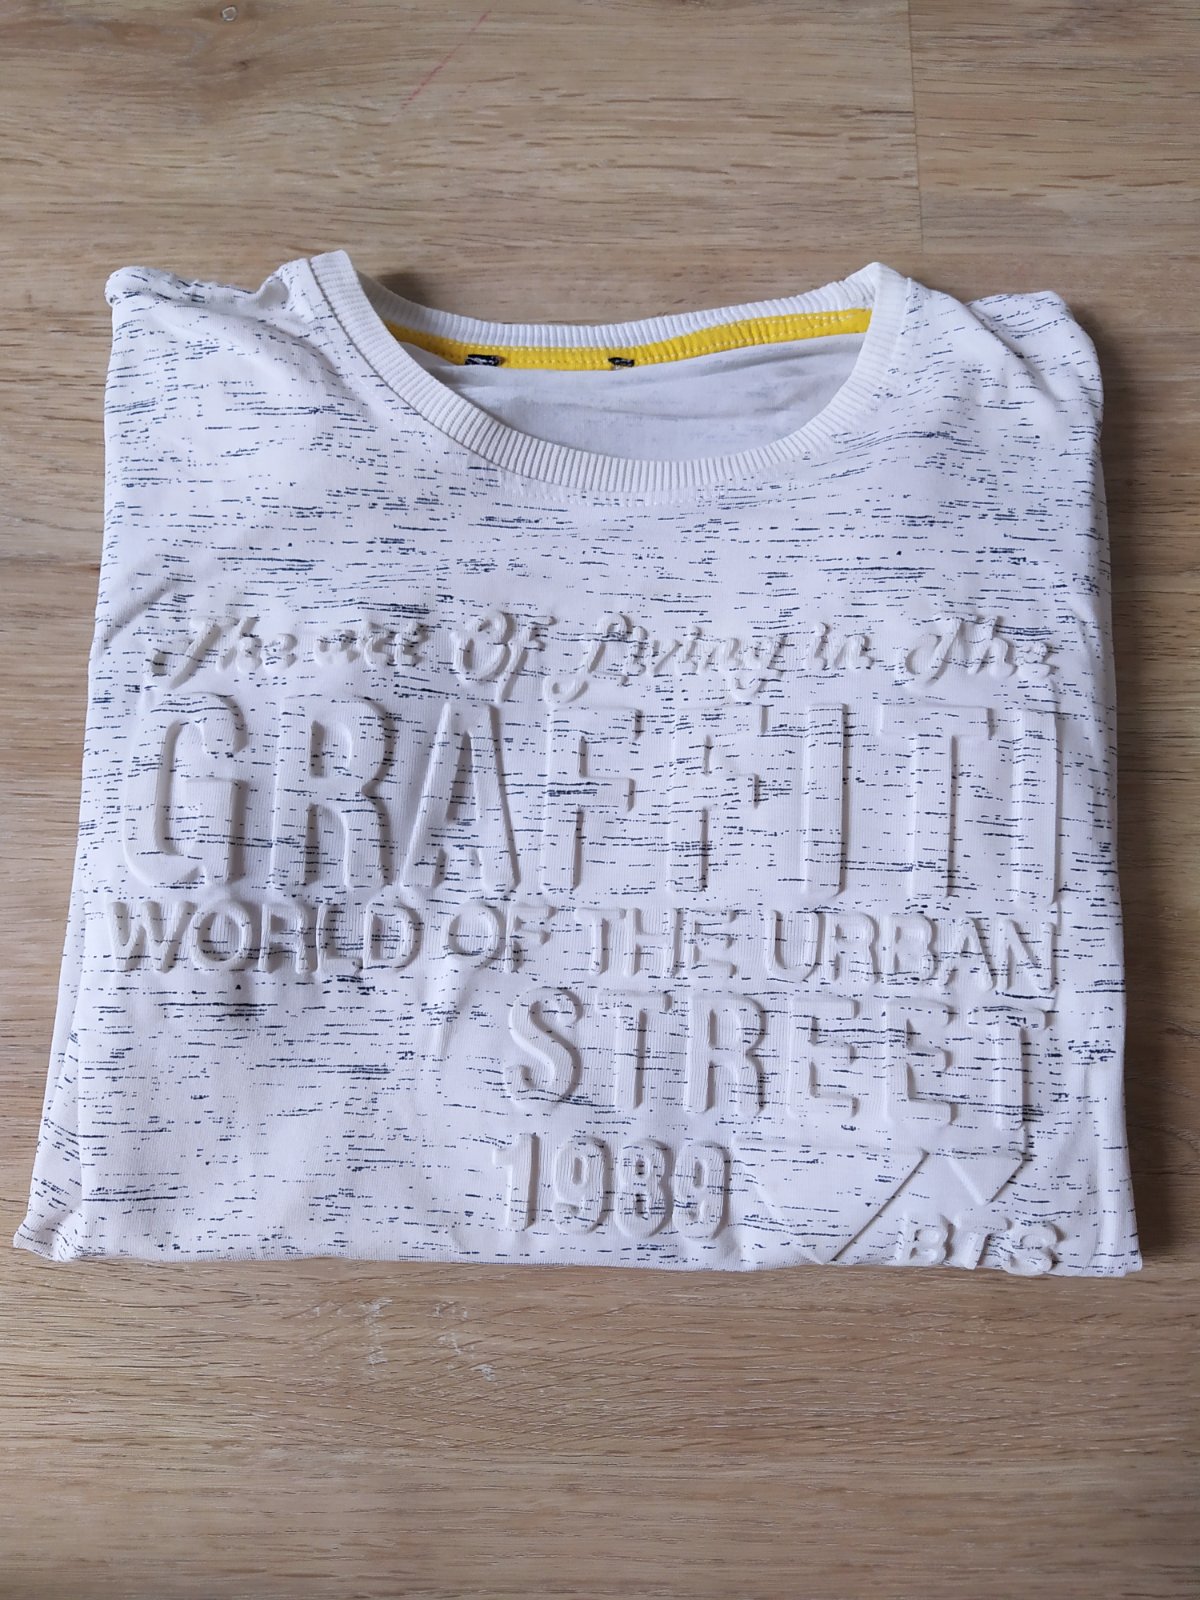 The art OF Living in The
GRAFFITI
WORLD OF THE URBAN
STREET
1989
BTS